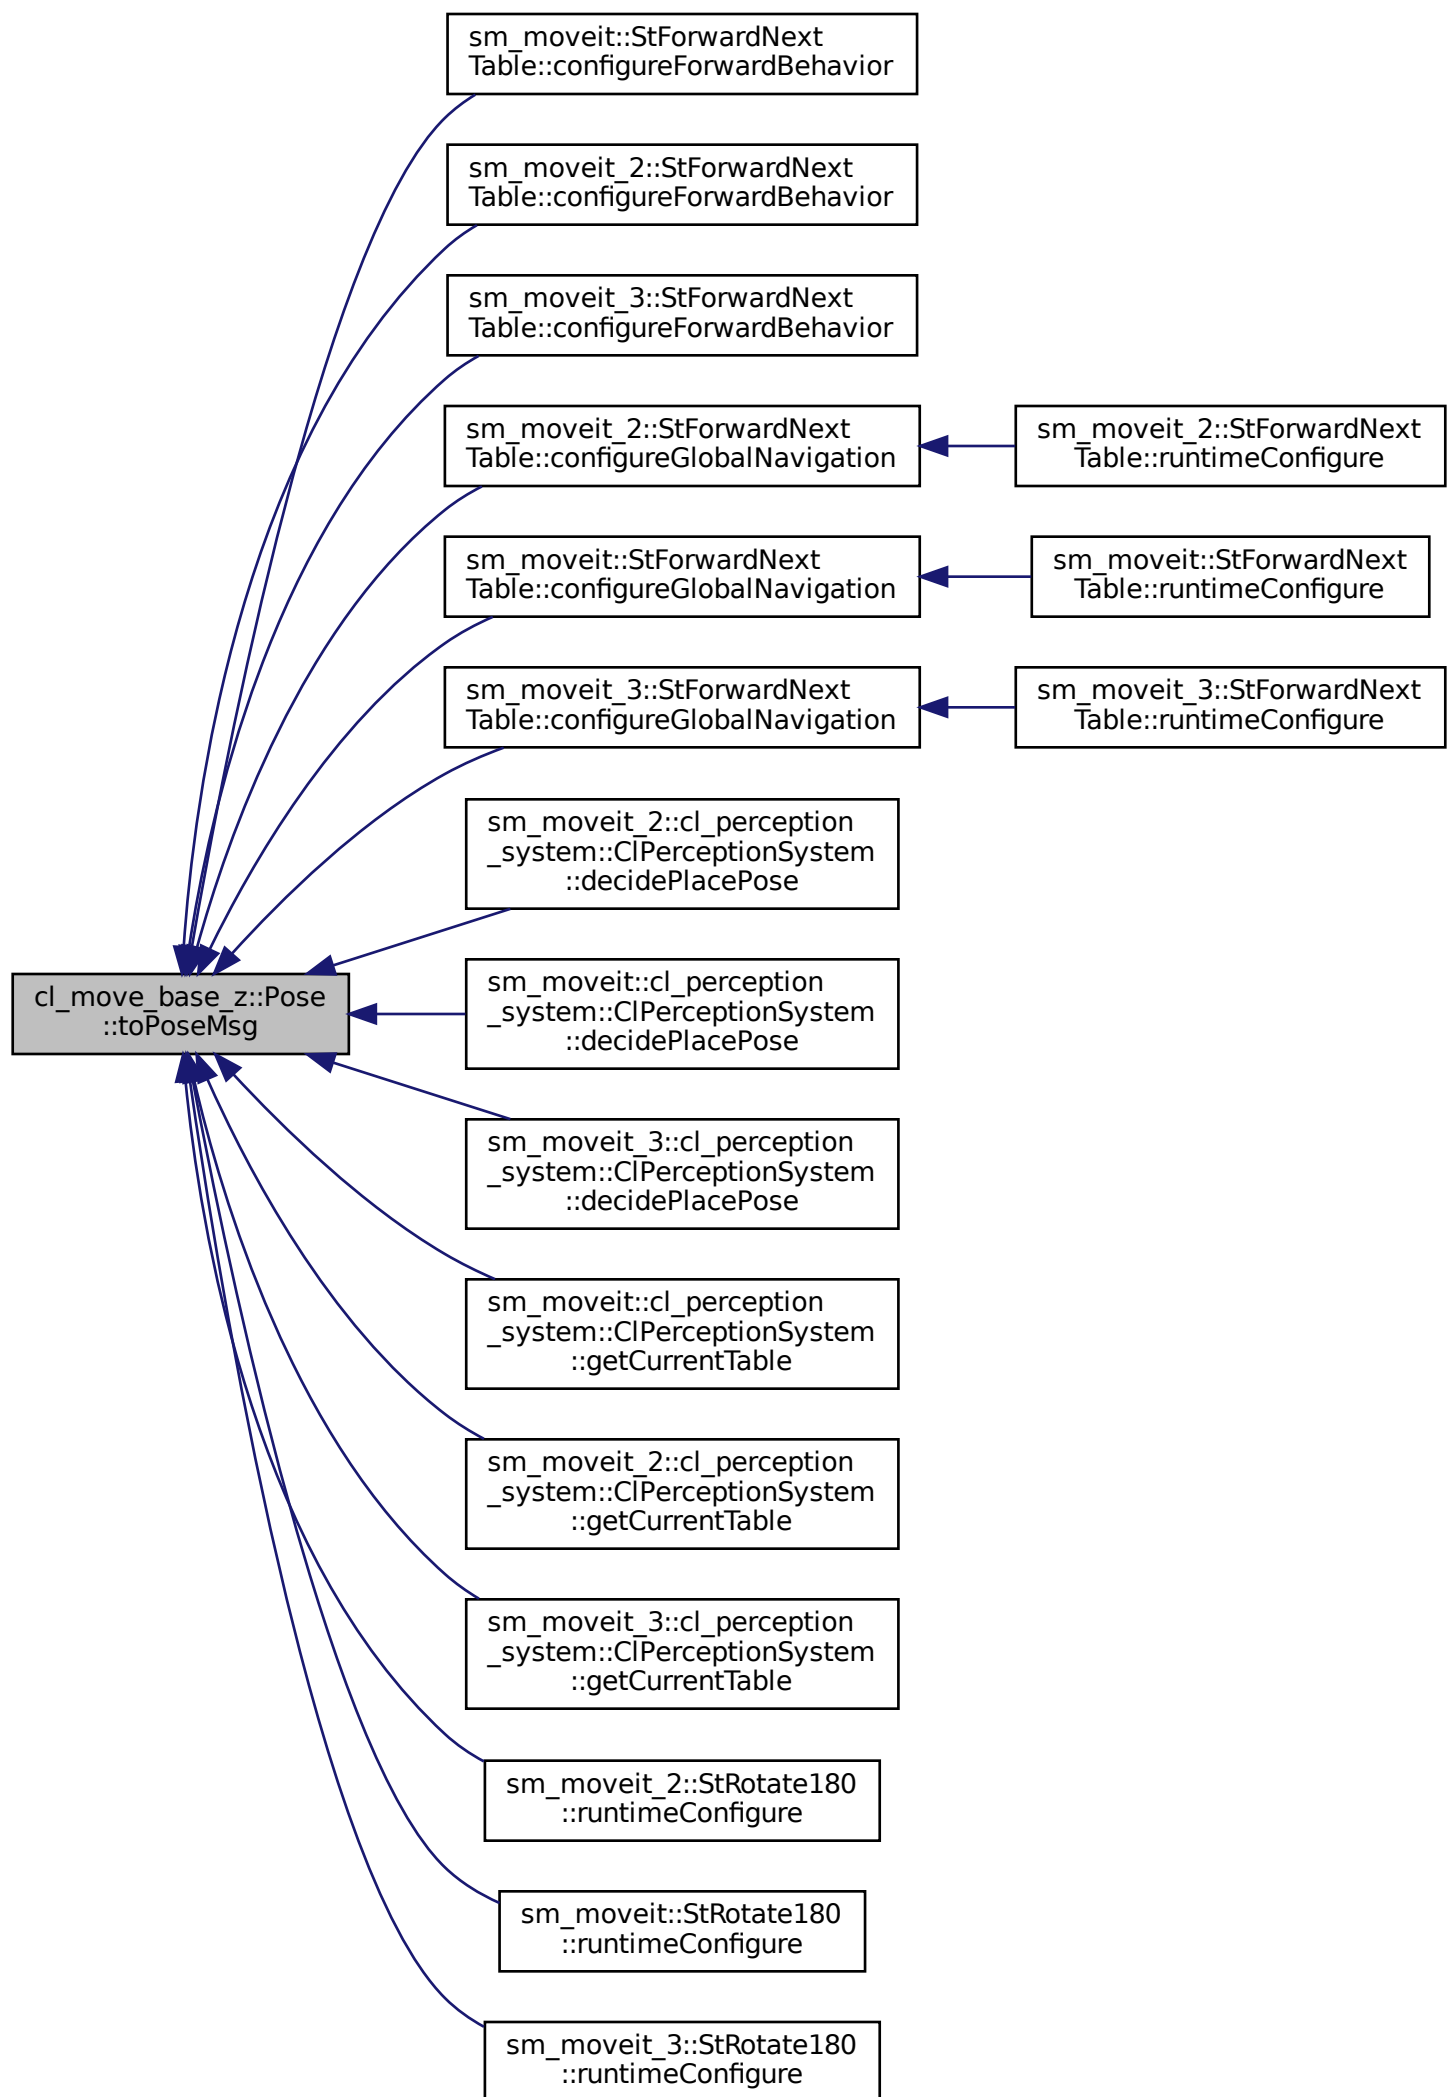 sm_moveit::StForwardNext
Table::configureForwardBehavior
sm_moveit_2::StForwardNext
Table::configureForwardBehavior
sm_moveit_3::StForwardNext
Table::configureForwardBehavior
sm_moveit_2::StForwardNext
Table::configureGlobalNavigation
sm_moveit_2::StForwardNext
Table::runtimeConfigure
sm_moveit::StForwardNext
Table::configureGlobalNavigation
sm_moveit::StForwardNext
Table::runtimeConfigure
sm_moveit_3::StForwardNext
Table::configureGlobalNavigation
sm_moveit_3::StForwardNext
Table::runtimeConfigure
sm_moveit_2::cl_perception
_system::ClPerceptionSystem
::decidePlacePose
cl_move_base_z::Pose
::toPoseMsg
sm_moveit::cl_perception
_system::ClPerceptionSystem
::decidePlacePose
sm_moveit_3::cl_perception
_system::ClPerceptionSystem
::decidePlacePose
sm_moveit::cl_perception
_system::ClPerceptionSystem
::getCurrentTable
sm_moveit_2::cl_perception
_system::ClPerceptionSystem
::getCurrentTable
sm_moveit_3::cl_perception
_system::ClPerceptionSystem
::getCurrentTable
sm_moveit_2::StRotate180
::runtimeConfigure
sm_moveit::StRotate180
::runtimeConfigure
sm_moveit_3::StRotate180
::runtimeConfigure